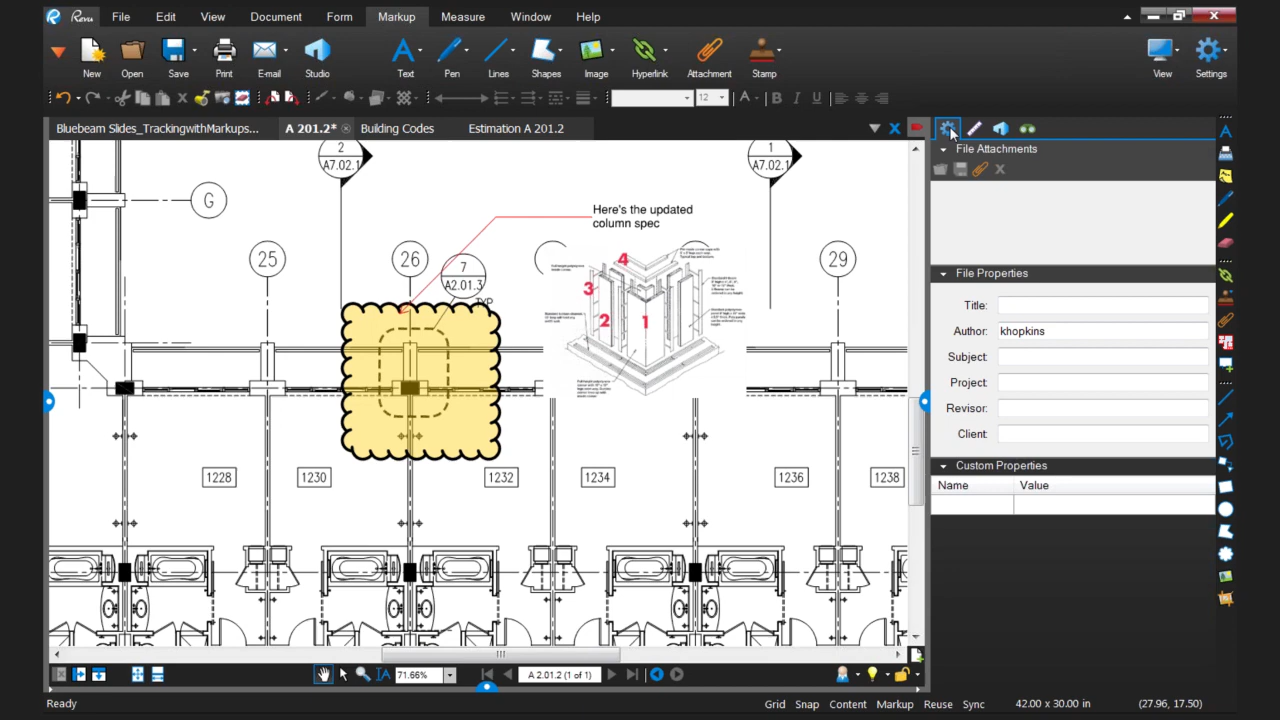 Revu File Edit View Document Form Markup Measure Window Help
New Open Save Print E-mail Studio Text Pen Lines Shapes Image Hyperlink Attachment Stamp View Settings
12 A B I U
Bluebeam Slides_TrackingwithMarkups... A 201.2* Building Codes Estimation A 201.2
2
A7.02.1
1
A7.02.1
G
Here's the updated
column spec
25
26
7
A2.01.3
TYP
29
4
3
2
1
1228
1230
1232
1234
1236
1238
File Attachments
File Properties
Title:
Author: khopkins
Subject:
Project:
Revisor:
Client:
Custom Properties
Name Value
71.66% A 2.01.2 (1 of 1)
Ready Grid Snap Content Markup Reuse Sync 42.00 x 30.00 in (27.96, 17.50)